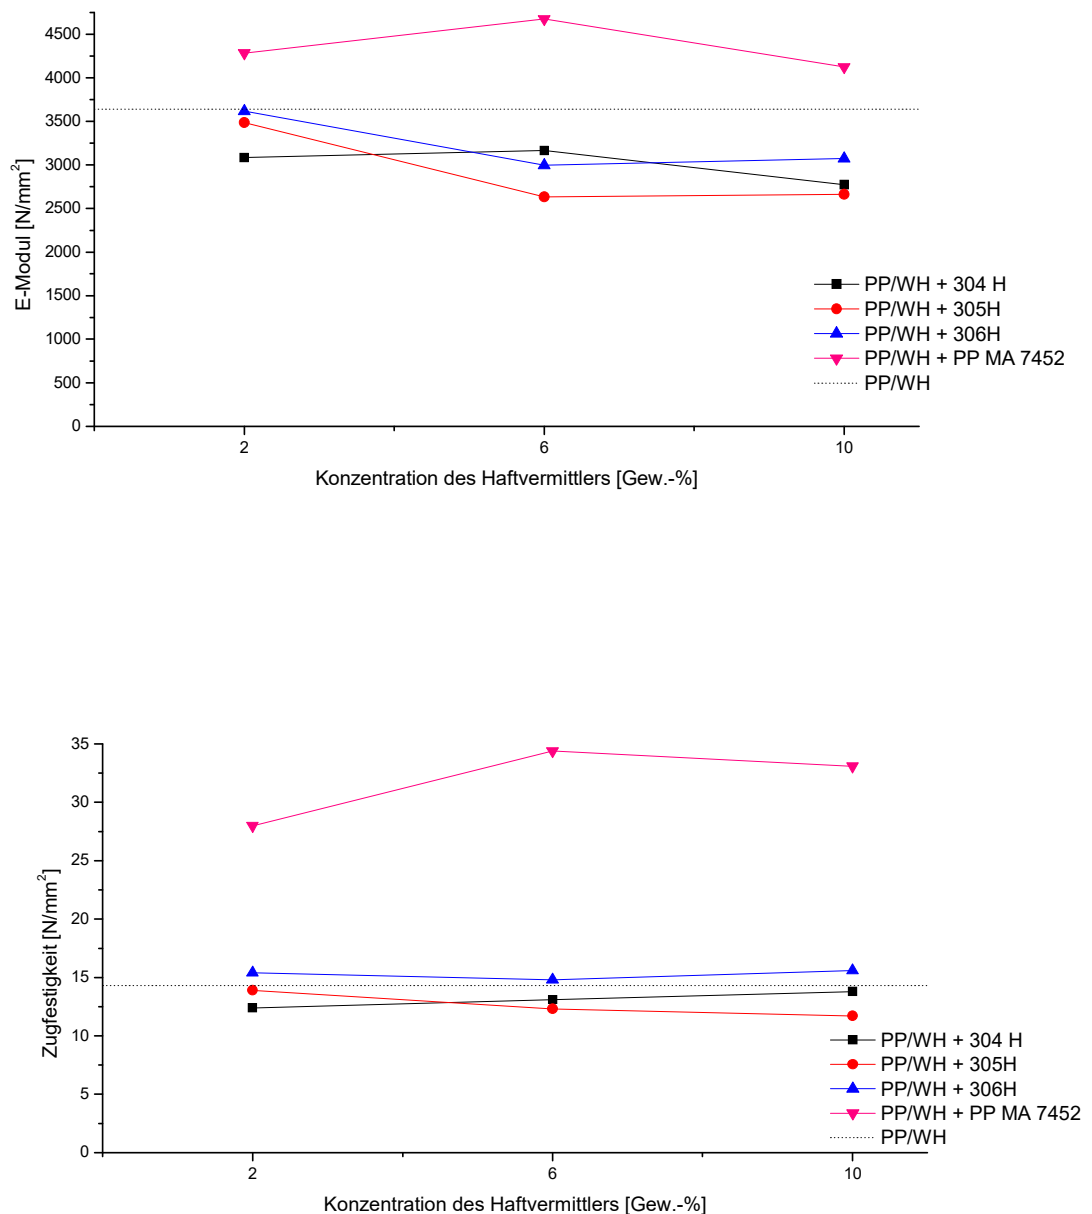 4500
4000
3500
3000
2500
2000
1500
1000
500
0
E-Modul [N/mm²]
2
6
10
Konzentration des Haftvermittlers [Gew.-%]
PP/WH + 304 H
PP/WH + 305H
PP/WH + 306H
PP/WH + PP MA 7452
PP/WH
35
30
25
20
15
10
5
0
Zugfestigkeit [N/mm²]
2
6
10
Konzentration des Haftvermittlers [Gew.-%]
PP/WH + 304 H
PP/WH + 305H
PP/WH + 306H
PP/WH + PP MA 7452
PP/WH